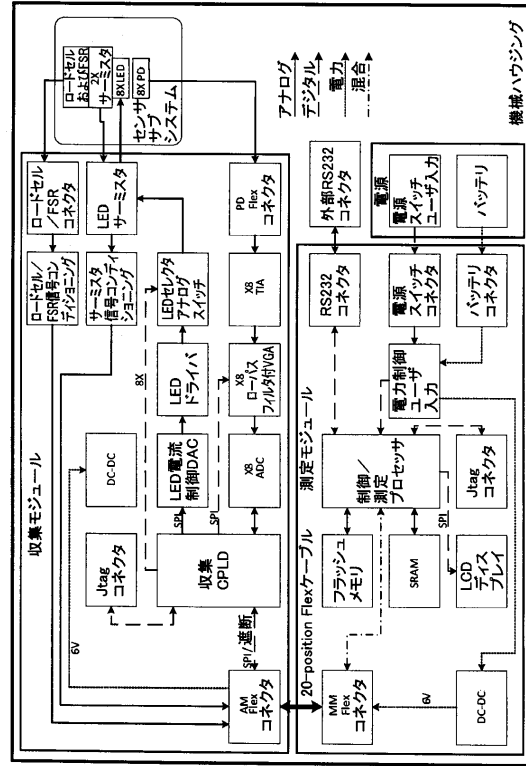 機械ハウジング
収集モジュール
ロードセル
およびFSR
2X
サーミスタ
8XLED
8XPD
センサ
サブ
システム
ロードセル
/FSR
コネクタ
ロードセル/
FSR信号コン
ディショニング
LED
サーミスタ
サーミスタ
信号コンディ
ショニング
DC-DC
6V
Jtag
コネクタ
8X
LEDセレクタ
アナログ
スイッチ
LED
ドライバ
LED電流
制御DAC
SPI
SPI
収集
CPLD
SPI/遮断
AM
Flex
コネクタ
PD
Flex
コネクタ
X8
TIA
X8
ローパス
フィルタ付VGA
X8
ADC
アナログ
デジタル
電力
混合
20-position Flexケーブル
測定モジュール
外部RS232
コネクタ
RS232
コネクタ
電源
電源
スイッチ
ユーザ入力
電源
スイッチ
コネクタ
バッテリ
バッテリ
コネクタ
電力制御
ユーザ
入力
制御/
測定
プロセッサ
フラッシュ
メモリ
SRAM
SPI
Jtag
コネクタ
LCD
ディス
プレイ
MM
Flex
コネクタ
6V
DC-DC